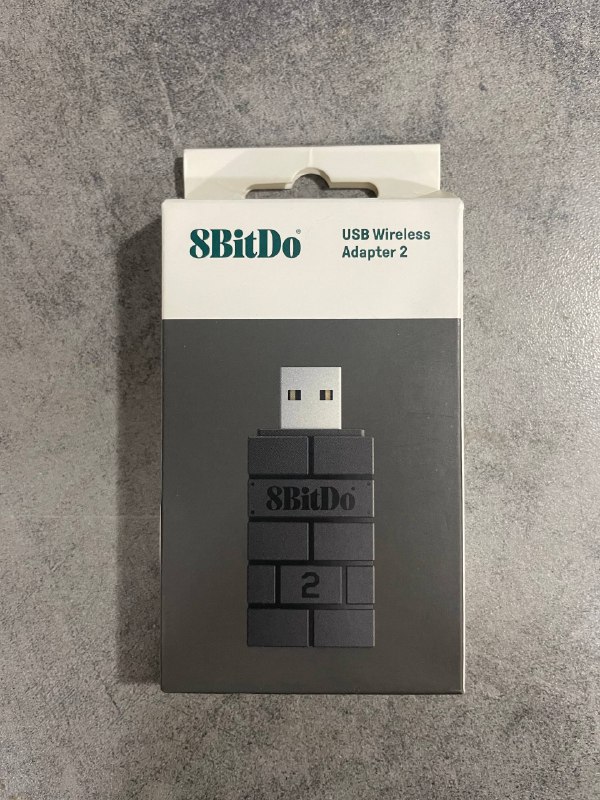 8BitDo®
USB Wireless
Adapter 2
8BitDo
2